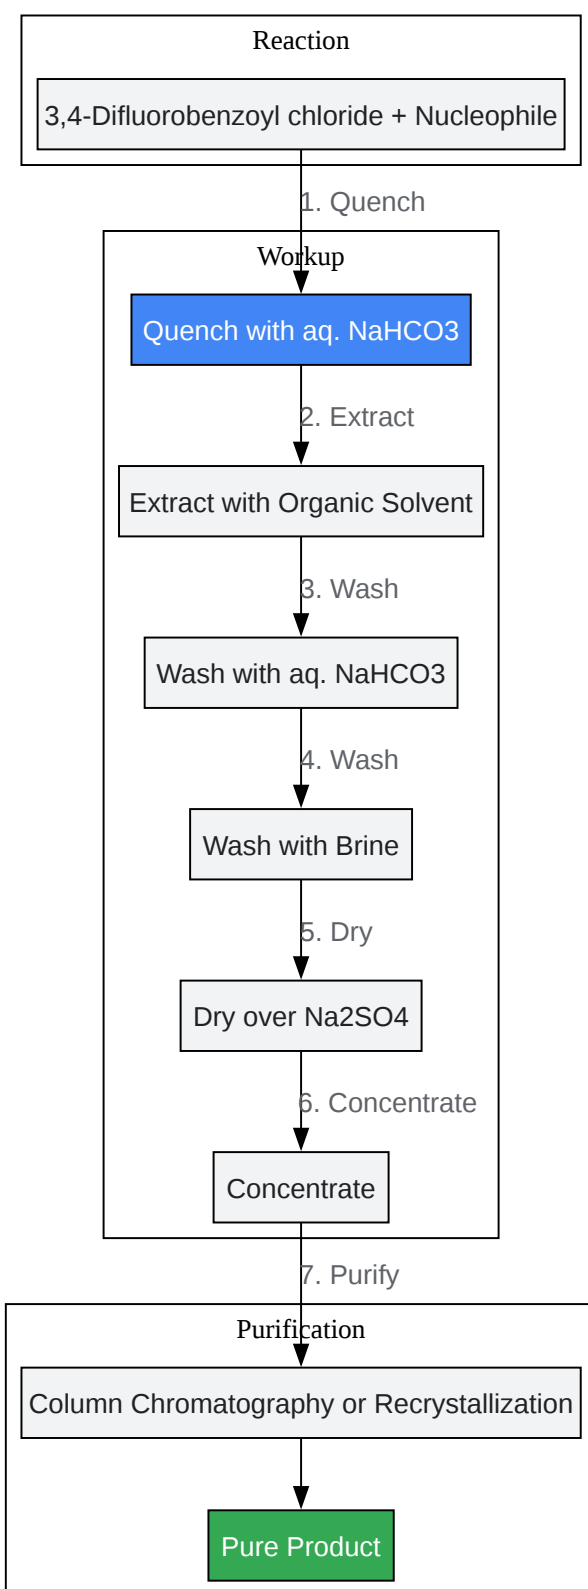 Reaction
3,4-Difluorobenzoyl chloride + Nucleophile
1. Quench
Workup
Quench with aq. NaHCO3
2. Extract
Extract with Organic Solvent
3. Wash
Wash with aq. NaHCO3
4. Wash
Wash with Brine
5. Dry
Dry over Na2SO4
6. Concentrate
Concentrate
7. Purify
Purification
Column Chromatography or Recrystallization
Pure Product